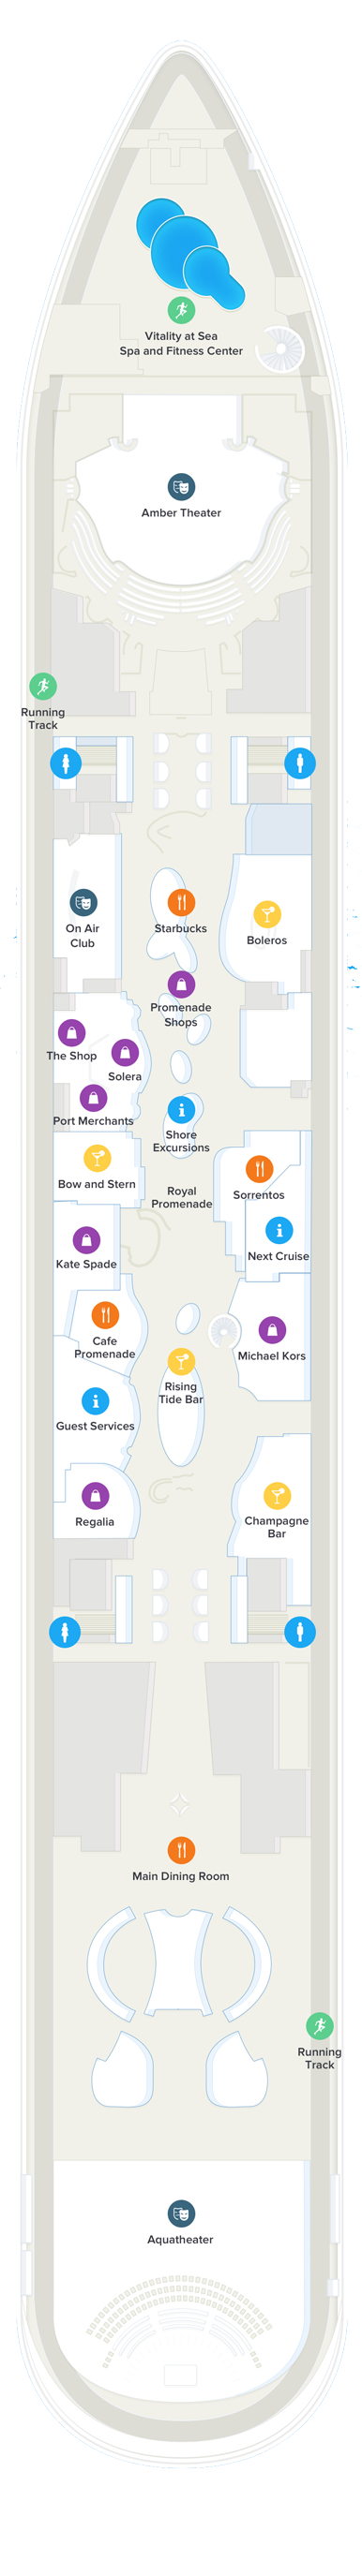 Vitality at Sea
Spa and Fitness Center
Amber Theater
Running
Track
On Air
Club
Starbucks
Boleros
Promenade
Shops
The Shop
Solera
Port Merchants
Shore
Excursions
Bow and Stern
Royal
Promenade
Sorrentos
Kate Spade
Next Cruise
Cafe
Promenade
Michael Kors
Rising
Tide Bar
Guest Services
Regalia
Champagne
Bar
Main Dining Room
Running
Track
Aquatheater